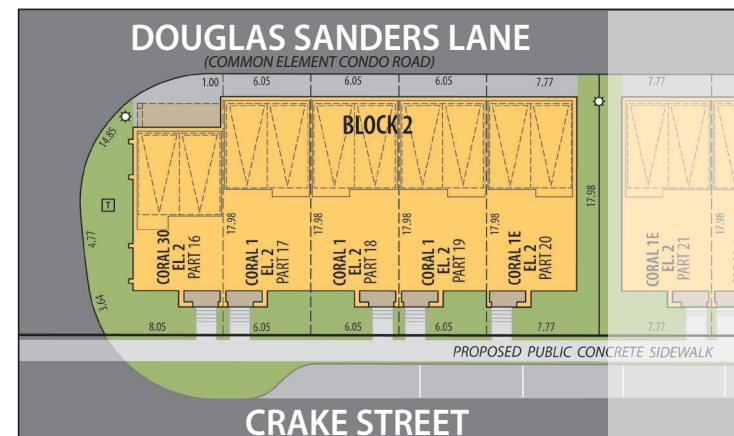 DOUGLAS SANDERS LANE
(COMMON ELEMENT CONDO ROAD)
1.00 6.05 6.05 6.05 7.77 7.77
BLOCK 2
14.85
T
4.77
3.64
17.98
17.98
17.98
17.98
17.98
17.98
CORAL 30
EL. 2
PART 16
CORAL 1
EL. 2
PART 17
CORAL 1
EL. 2
PART 18
CORAL 1
EL. 2
PART 19
CORAL 1E
EL. 2
PART 20
CORAL 1E
EL. 2
PART 21
8.05 6.05 6.05 6.05 7.77 7.77
PROPOSED PUBLIC CONCRETE SIDEWALK
CRAKE STREET